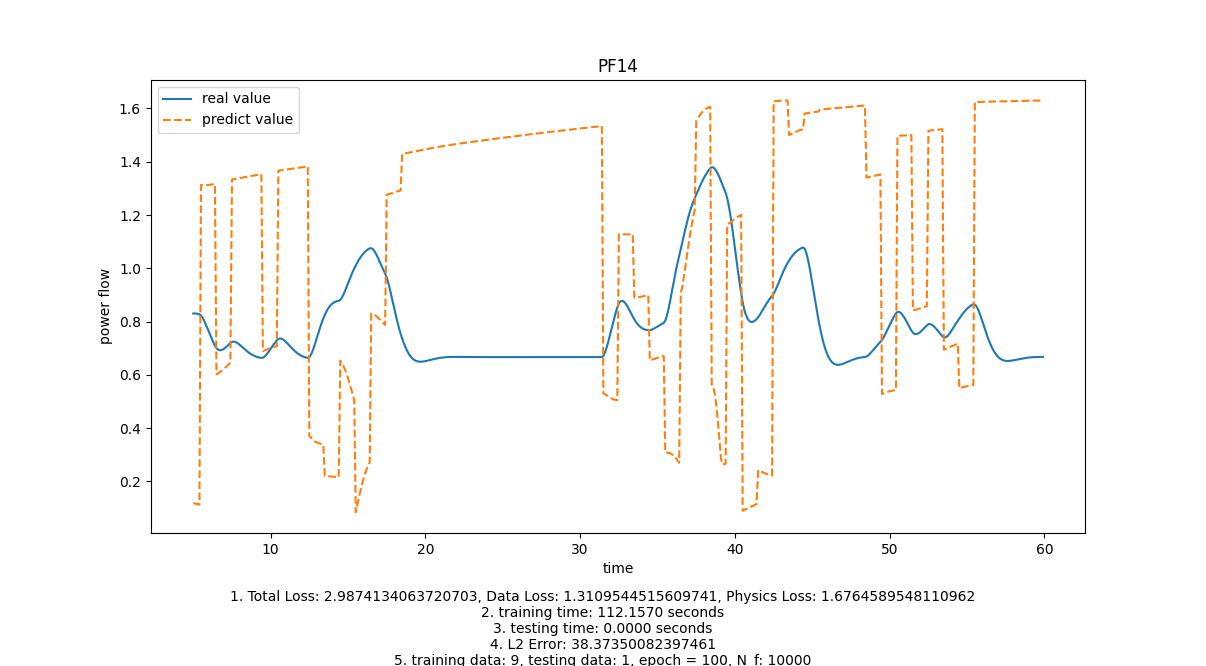 PF14
real value
predict value
1.6
1.4
1.2
1.0
0.8
0.6
0.4
0.2
power flow
10 20 30 40 50 60
time
1. Total Loss: 2.9874134063720703, Data Loss: 1.3109544515609741, Physics Loss: 1.6764589548110962
2. training time: 112.1570 seconds
3. testing time: 0.0000 seconds
4. L2 Error: 38.37350082397461
5. training data: 9, testing data: 1, epoch = 100, N_f: 10000